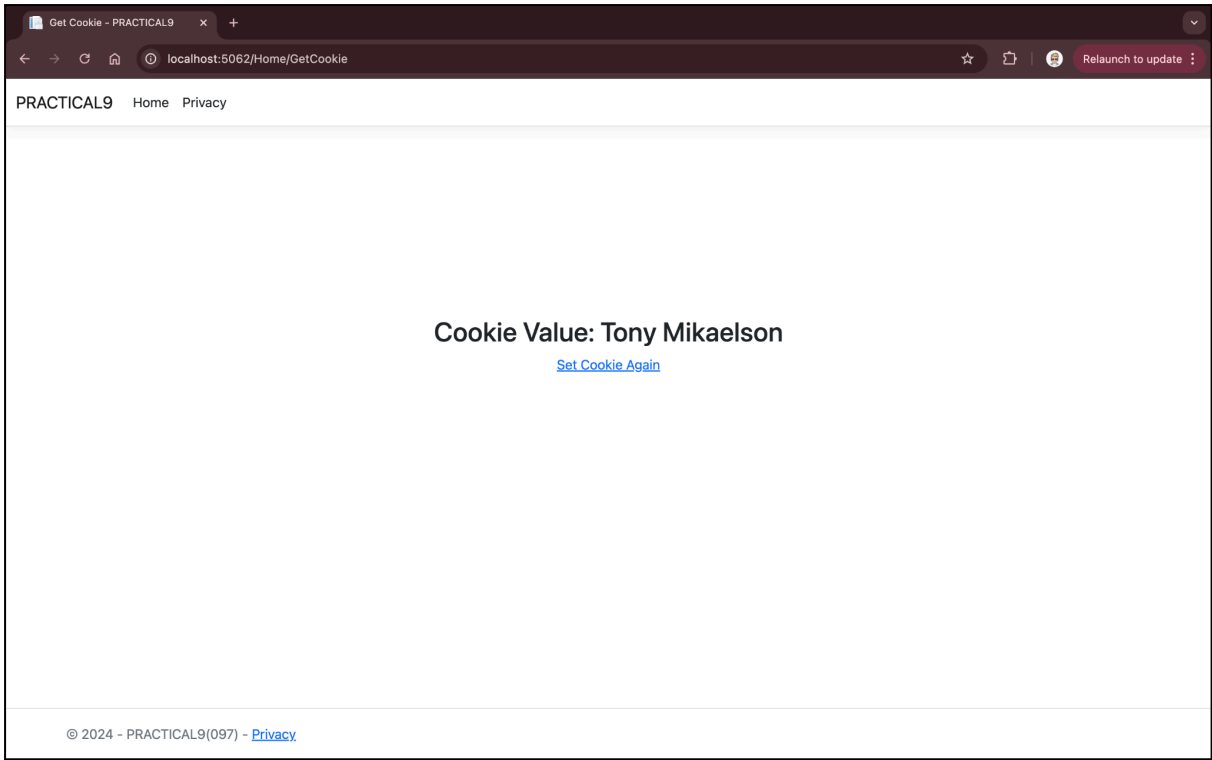 Get Cookie - PRACTICAL9
localhost:5062/Home/GetCookie
Relaunch to update
PRACTICAL9 Home Privacy
Cookie Value: Tony Mikaelson
Set Cookie Again
© 2024 - PRACTICAL9(097) - Privacy